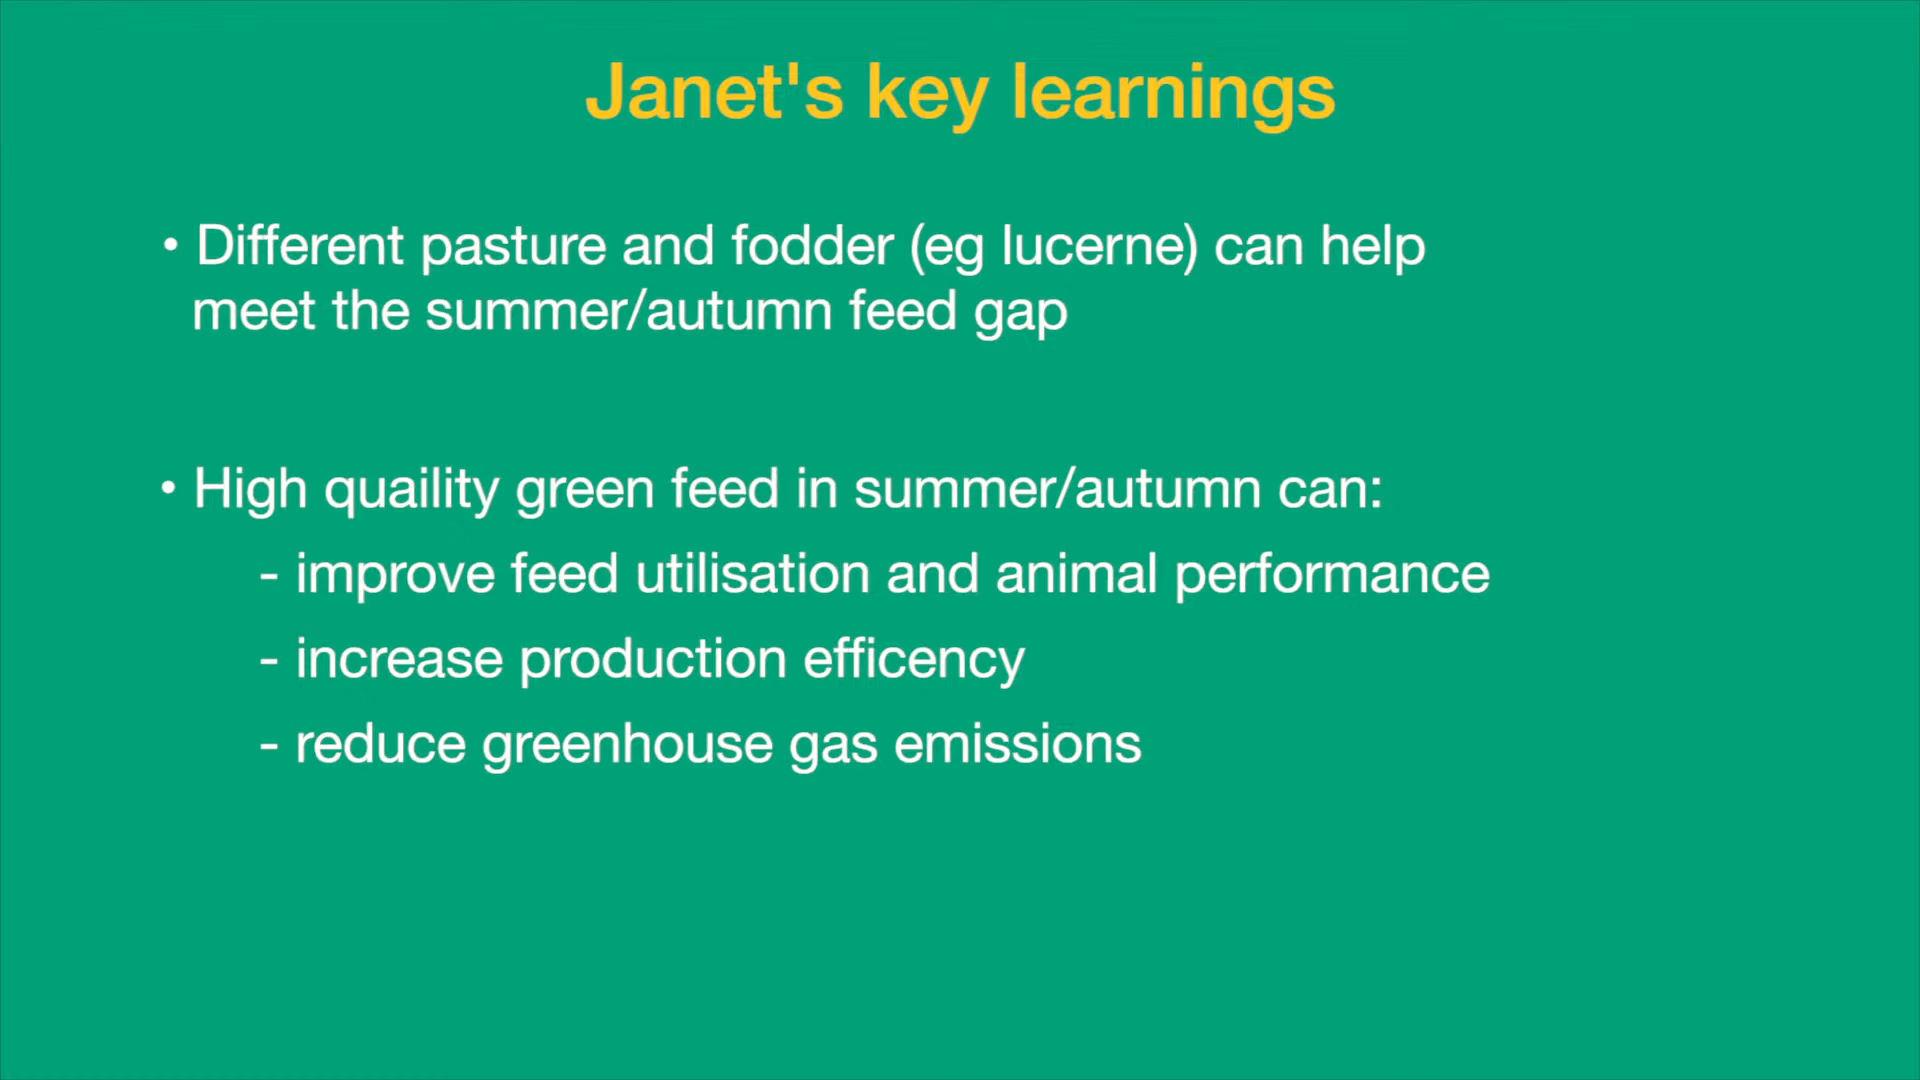 Janet's key learnings
• Different pasture and fodder (eg lucerne) can help
meet the summer/autumn feed gap
• High quaility green feed in summer/autumn can:
- improve feed utilisation and animal performance
- increase production efficency
- reduce greenhouse gas emissions